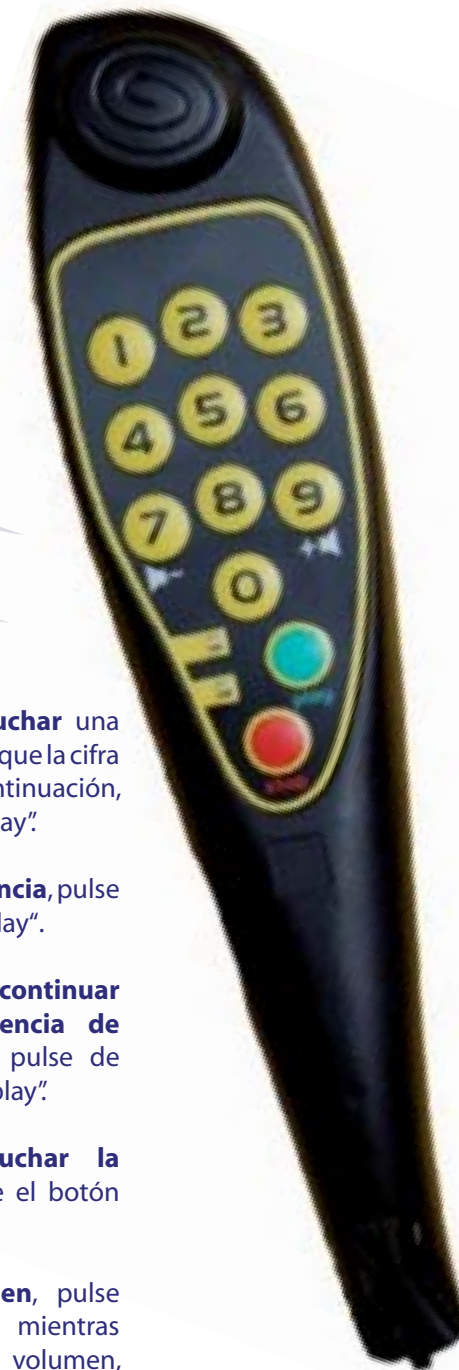 1 2 3
4 5 6
7 8 9
0
uchar una
que la cifra
ntinuación,
lay”.
ncia, pulse
lay“.
continuar
encia de
pulse de
play”.
uchar la
e el botón
en, pulse
mientras
volumen,